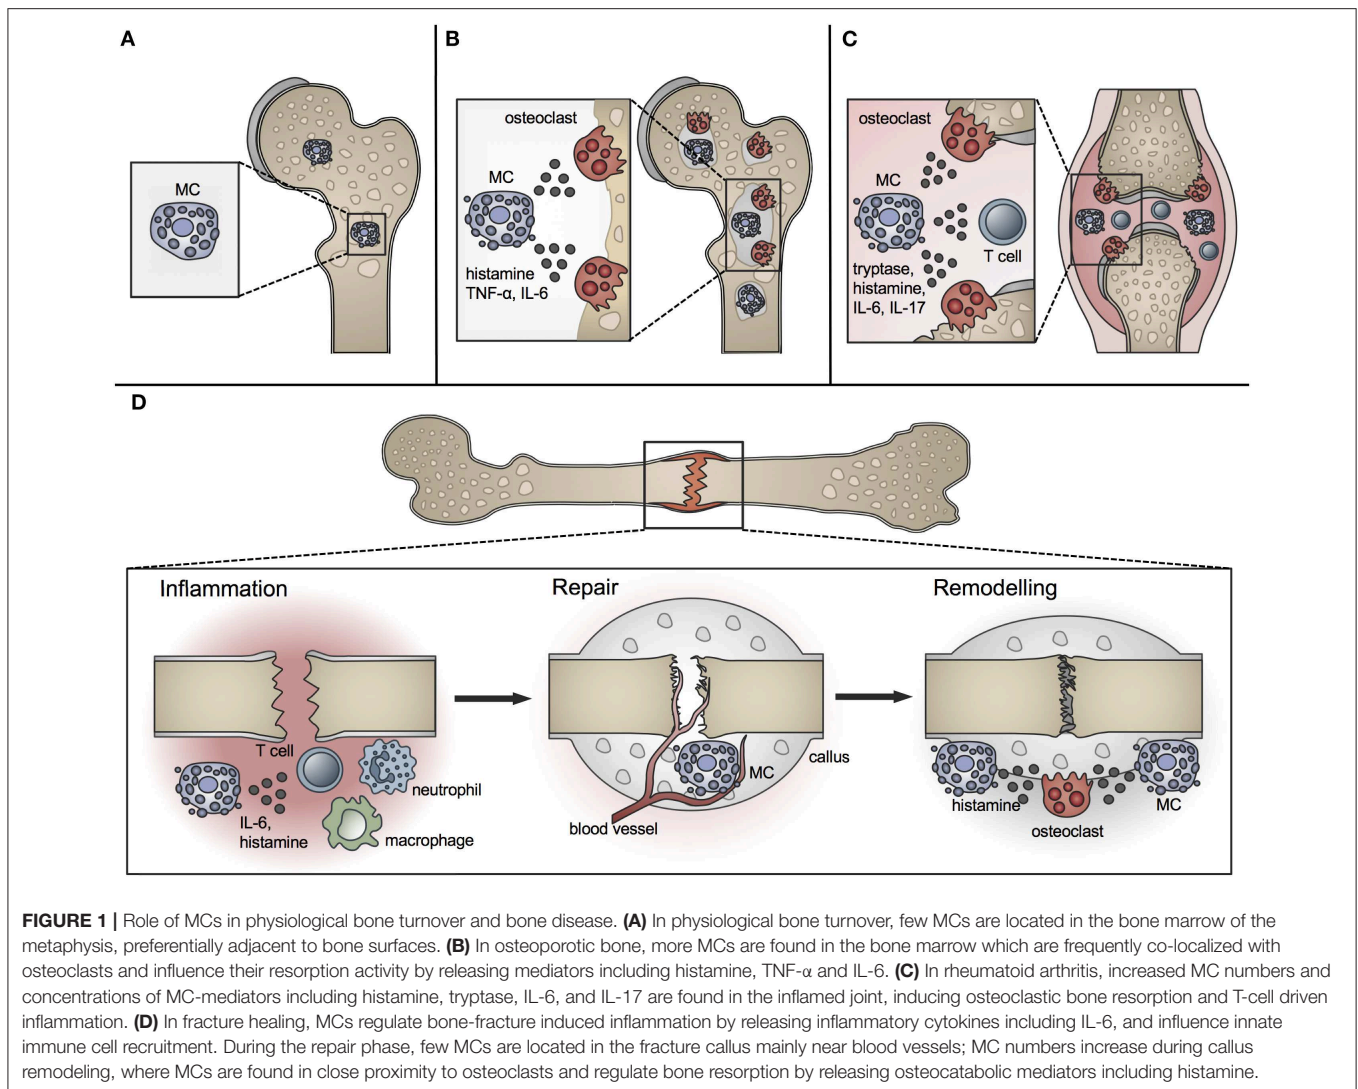 A
MC
B
osteoclast
MC
histamine
TNF-α, IL-6
C
osteoclast
MC
T cell
tryptase,
histamine,
IL-6, IL-17
D
Inflammation
T cell
neutrophil
IL-6,
histamine
macrophage
Repair
MC
callus
blood vessel
Remodelling
histamine
MC
osteoclast
FIGURE 1 | Role of MCs in physiological bone turnover and bone disease. (A) In physiological bone turnover, few MCs are located in the bone marrow of the
metaphysis, preferentially adjacent to bone surfaces. (B) In osteoporotic bone, more MCs are found in the bone marrow which are frequently co-localized with
osteoclasts and influence their resorption activity by releasing mediators including histamine, TNF-α and IL-6. (C) In rheumatoid arthritis, increased MC numbers and
concentrations of MC-mediators including histamine, tryptase, IL-6, and IL-17 are found in the inflamed joint, inducing osteoclastic bone resorption and T-cell driven
inflammation. (D) In fracture healing, MCs regulate bone-fracture induced inflammation by releasing inflammatory cytokines including IL-6, and influence innate
immune cell recruitment. During the repair phase, few MCs are located in the fracture callus mainly near blood vessels; MC numbers increase during callus
remodeling, where MCs are found in close proximity to osteoclasts and regulate bone resorption by releasing osteocatabolic mediators including histamine.